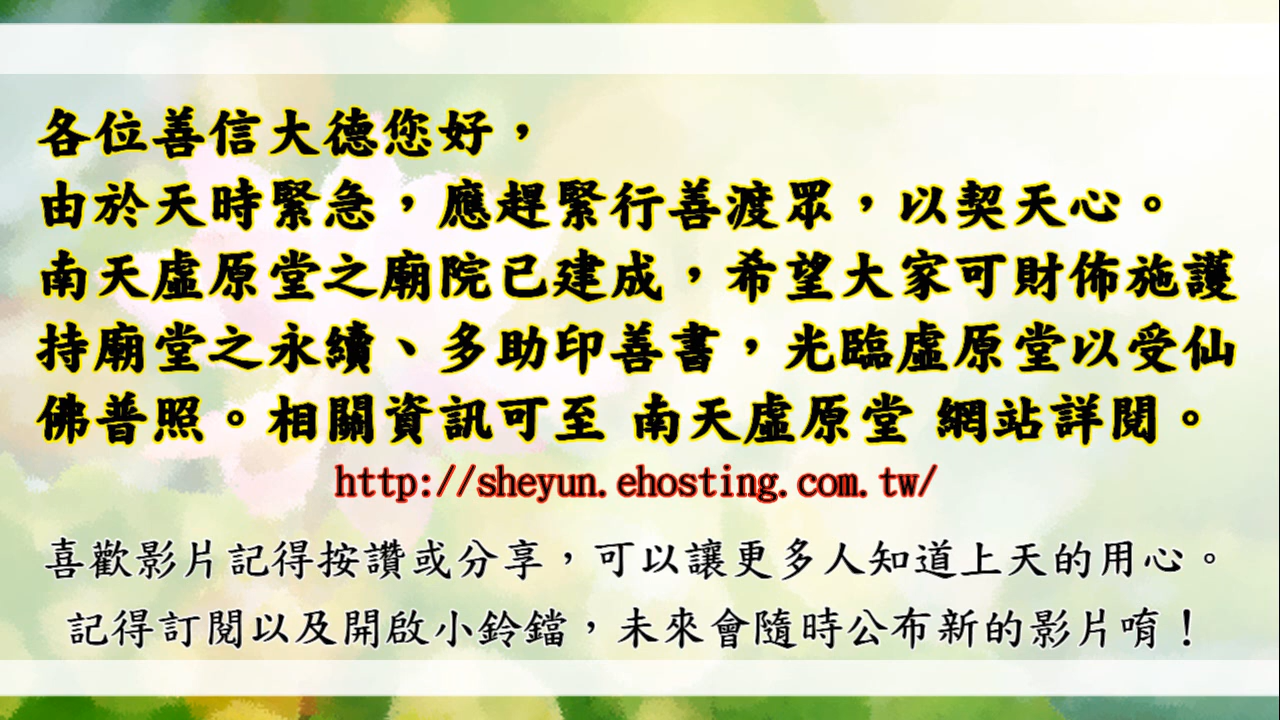 各位善信大德您好，
由於天時緊急，應趕緊行善渡眾，以契天心。
南天虛原堂之廟院已建成，希望大家可財佈施護
持廟堂之永續、多助印善書，光臨虛原堂以受仙
佛普照。相關資訊可至 南天虛原堂 網站詳閱。
http://sheyun.ehosting.com.tw/
喜歡影片記得按讚或分享，可以讓更多人知道上天的用心。
記得訂閱以及開啟小鈴鐺，未來會隨時公布新的影片唷！